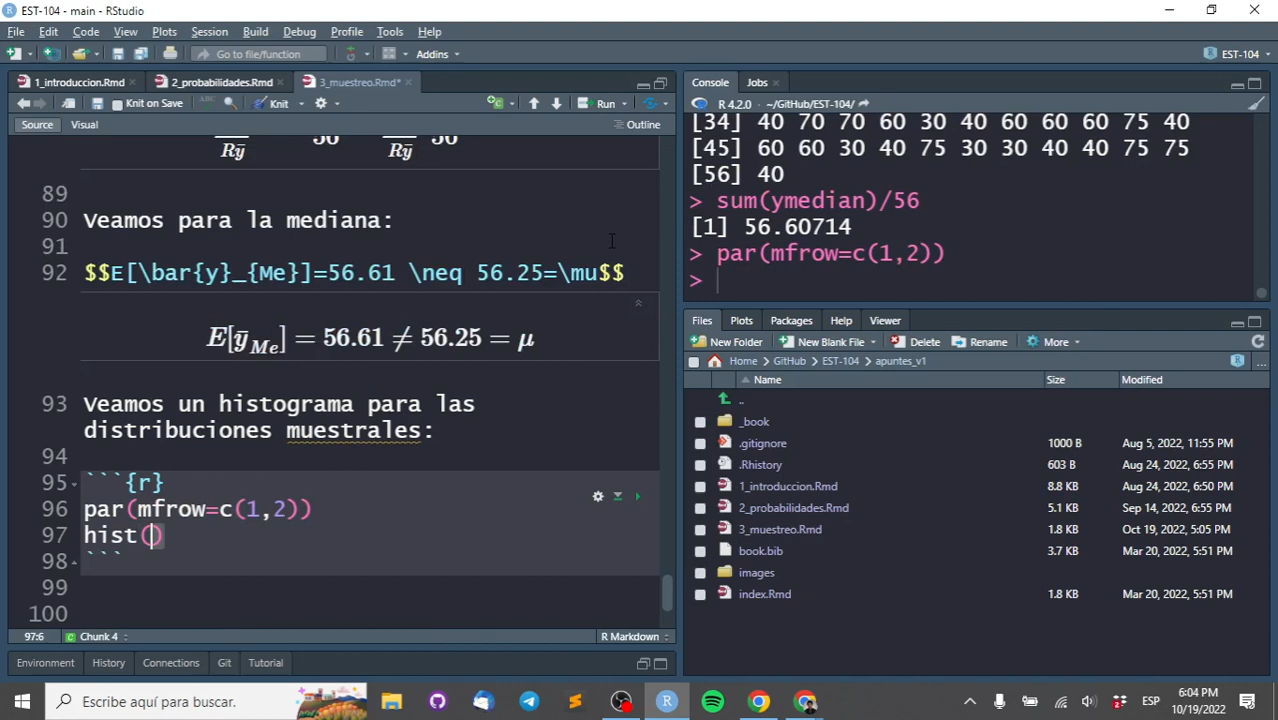 EST-104 - main - RStudio
File Edit Code View Plots Session Build Debug Profile Tools Help
Go to file/function Addins EST-104
1_introduccion.Rmd 2_probabilidades.Rmd 3_muestreo.Rmd*
Knit on Save Knit Run
Source Visual Outline
Rȳ 56 Rȳ 56
89
90 Veamos para la mediana:
91
92 $$E[\bar{y}_{Me}]=56.61 \neq 56.25=\mu$$
E[ȳ_Me] = 56.61 ≠ 56.25 = μ
93 Veamos un histograma para las
distribuciones muestrales:
94
95 ```{r}
96 par(mfrow=c(1,2))
97 hist()
98 ```
99
100
97:6 Chunk 4 R Markdown
Environment History Connections Git Tutorial
Console Jobs
R 4.2.0 · ~/GitHub/EST-104/
[34] 40 70 70 60 30 40 60 60 60 75 40
[45] 60 60 30 40 75 30 30 40 40 75 75
[56] 40
> sum(ymedian)/56
[1] 56.60714
> par(mfrow=c(1,2))
>
Files Plots Packages Help Viewer
New Folder New Blank File Delete Rename More
Home GitHub EST-104 apuntes_v1
Name Size Modified
..
_book
.gitignore 1000 B Aug 5, 2022, 11:55 PM
.Rhistory 603 B Aug 24, 2022, 6:50 PM
1_introduccion.Rmd 8.8 KB Aug 24, 2022, 6:50 PM
2_probabilidades.Rmd 5.1 KB Sep 14, 2022, 6:50 PM
3_muestreo.Rmd 1.8 KB Oct 19, 2022, 5:05 PM
book.bib 3.7 KB Mar 20, 2022, 5:51 PM
images
index.Rmd 1.8 KB Mar 20, 2022, 5:51 PM
Escribe aquí para buscar.
ESP
6:04 PM
10/19/2022